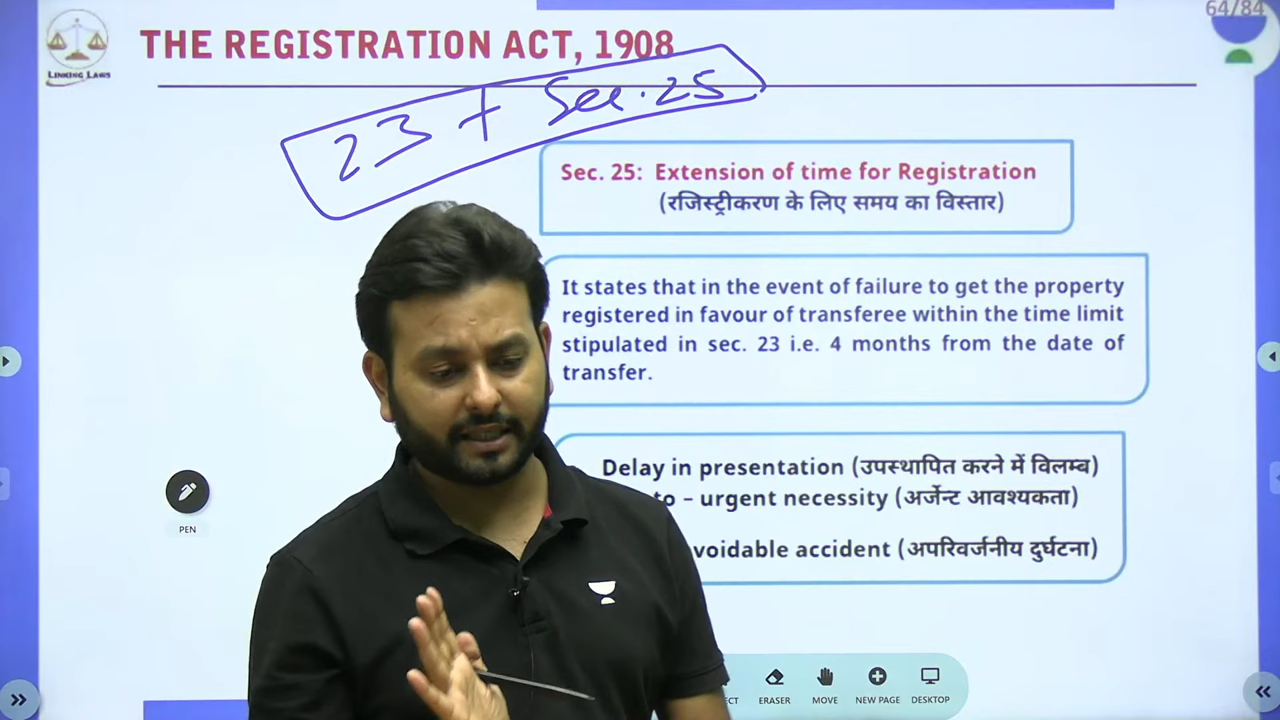 64/84
LINKING LAWS
THE REGISTRATION ACT, 1908
23 + Sec. 25
Sec. 25: Extension of time for Registration
(रजिस्ट्रीकरण के लिए समय का विस्तार)
It states that in the event of failure to get the property
registered in favour of transferee within the time limit
stipulated in sec. 23 i.e. 4 months from the date of
transfer.
Delay in presentation (उपस्थापित करने में विलम्ब)
to – urgent necessity (अर्जेन्ट आवश्यकता)
voidable accident (अपरिवर्जनीय दुर्घटना)
PEN
ERASER
MOVE
NEW PAGE
DESKTOP